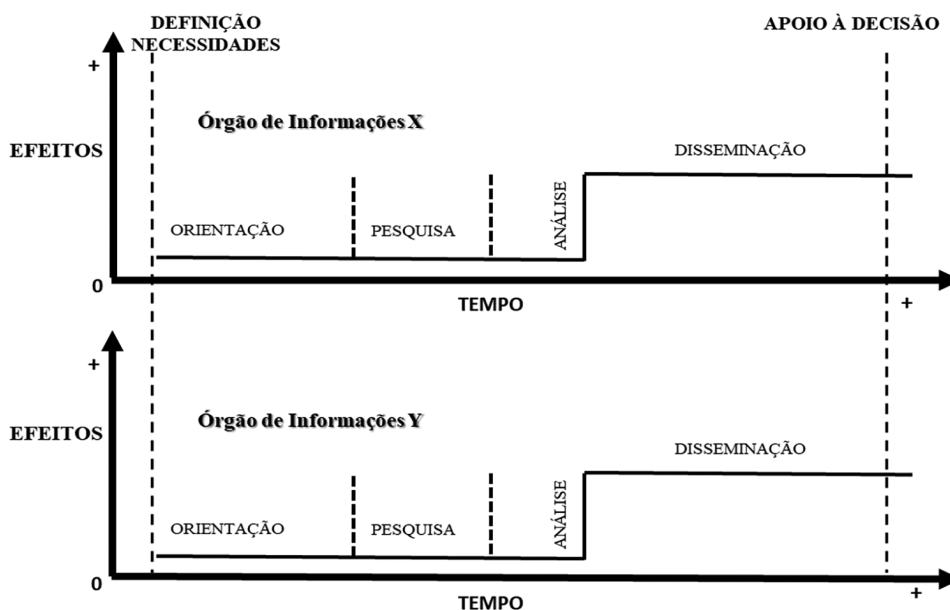 DEFINIÇÃO
NECESSIDADES
APOIO À DECISÃO
+
Órgão de Informações X
EFEITOS
DISSEMINAÇÃO
ANÁLISE
ORIENTAÇÃO
PESQUISA
0
TEMPO
+
+
Órgão de Informações Y
EFEITOS
DISSEMINAÇÃO
ANÁLISE
ORIENTAÇÃO
PESQUISA
0
TEMPO
+